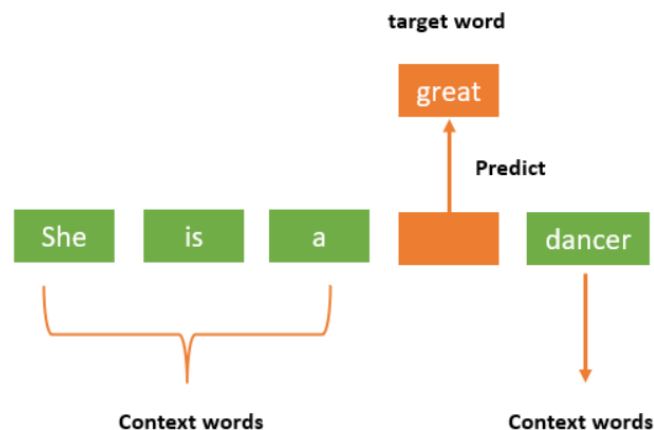 target word
great
Predict
She is a dancer
Context words Context words